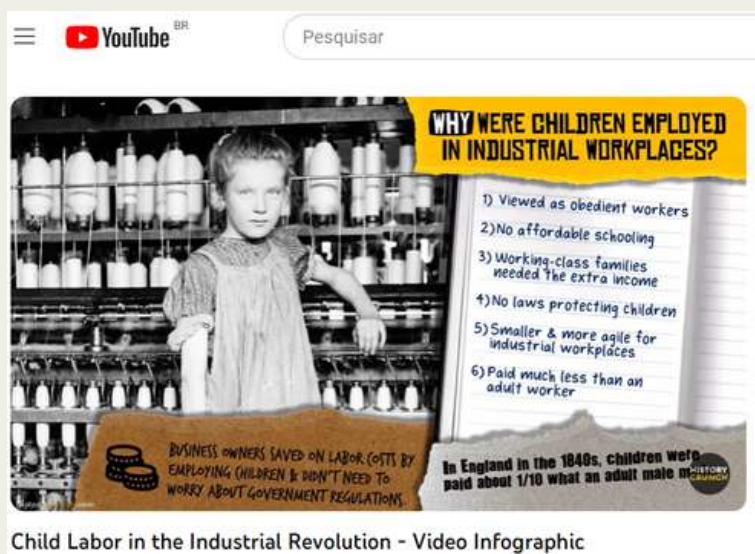 YouTube BR
Pesquisar
WHY WERE CHILDREN EMPLOYED
IN INDUSTRIAL WORKPLACES?
1) Viewed as obedient workers
2) No affordable schooling
3) Working-class families
needed the extra income
4) No laws protecting children
5) Smaller & more agile for
industrial workplaces
6) Paid much less than an
adult worker
BUSINESS OWNERS SAVED ON LABOR COSTS BY
EMPLOYING CHILDREN & DIDN'T NEED TO
WORRY ABOUT GOVERNMENT REGULATIONS.
In England in the 1840s, children were
paid about 1/10 what an adult male
HISTORY
CRUNCH
Child Labor in the Industrial Revolution - Video Infographic